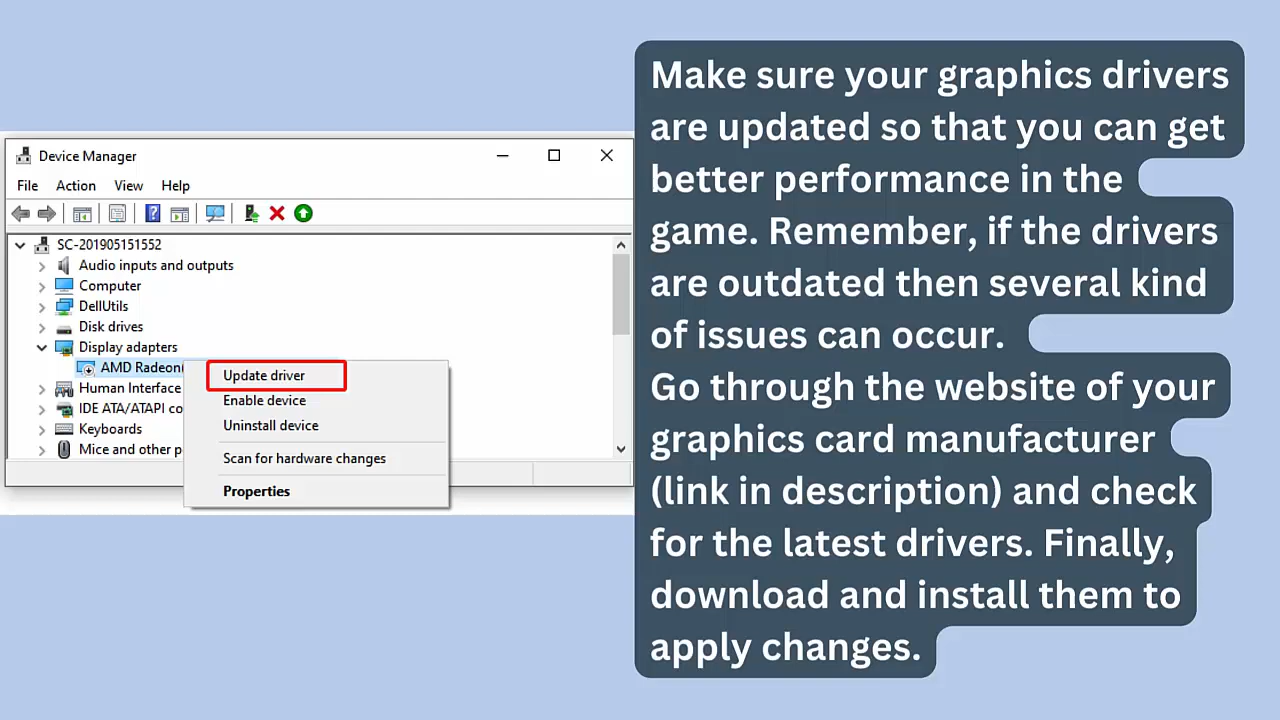 Device Manager
File Action View Help
SC-201905151552
Audio inputs and outputs
Computer
DellUtils
Disk drives
Display adapters
AMD Radeon(
Human Interface
IDE ATA/ATAPI co
Keyboards
Mice and other p
Update driver
Enable device
Uninstall device
Scan for hardware changes
Properties
Make sure your graphics drivers
are updated so that you can get
better performance in the
game. Remember, if the drivers
are outdated then several kind
of issues can occur.
Go through the website of your
graphics card manufacturer
(link in description) and check
for the latest drivers. Finally,
download and install them to
apply changes.